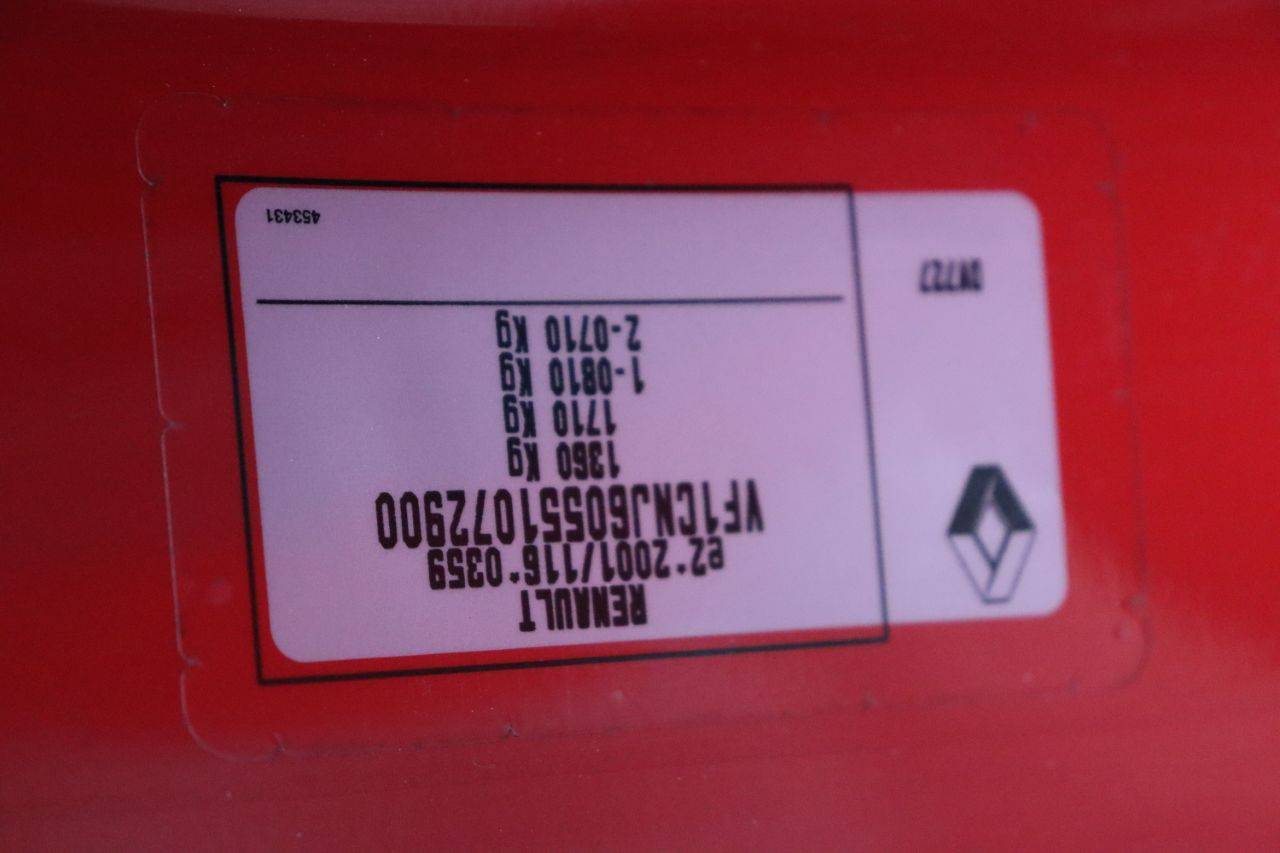 RENAULT
e2*2001/116*0359
VF1CNJ60551072900
1360 Kg
1710 Kg
1-0810 Kg
2-0710 Kg
453431